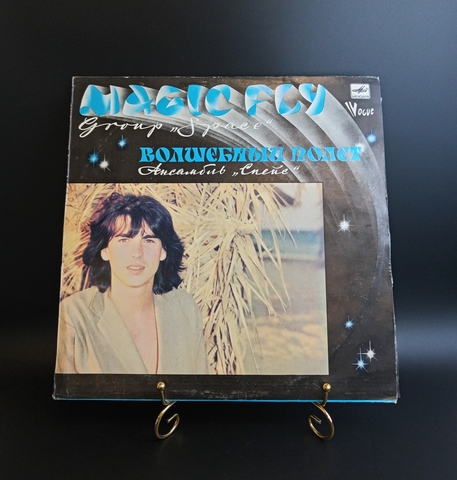 MAGIC FLY
Group „Space“
Vogue
ВОЛШЕБНЫЙ ПОЛЕТ
Ансамбль „Спейс“